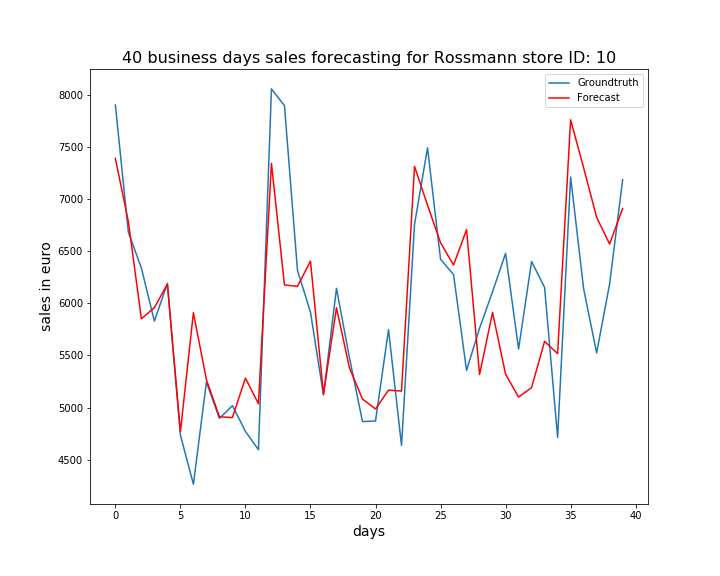 40 business days sales forecasting for Rossmann store ID: 10
Groundtruth
Forecast
8000
7500
7000
6500
6000
5500
5000
4500
sales in euro
0 5 10 15 20 25 30 35 40
days